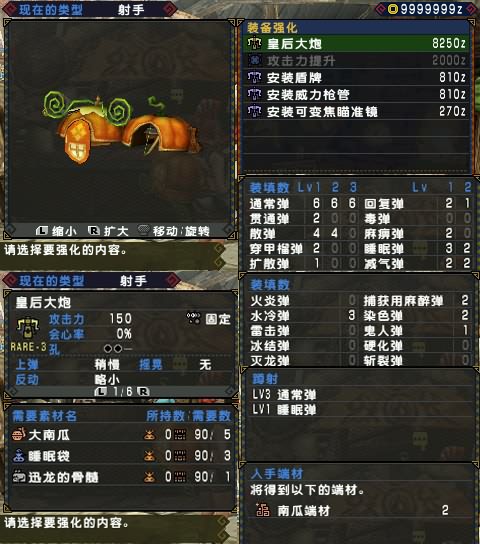 现在的类型 射手
L 缩小 R 扩大 移动/旋转
请选择要强化的内容。
9999999z
装备强化
皇后大炮 8250z
攻击力提升 2000z
安装盾牌 810z
安装威力枪管 810z
安装可变焦瞄准镜 270z
装填数 Lv1 2 3 Lv 1 2
通常弹 6 6 6 回复弹 2 1
贯通弹 2 0 0 毒弹 0 0
散弹 4 4 0 麻痹弹 2 0
穿甲榴弹 2 0 0 睡眠弹 3 2
扩散弹 1 0 0 减气弹 2 2
现在的类型 射手
皇后大炮
RARE-3
攻击力 150 固定
会心率 0%
孔 ○○—
上弹 稍慢 摇晃 无
反动 略小
L 1/6 R
需要素材名 所持数/需要数
大南瓜 0 90/ 5
睡眠袋 0 90/ 3
迅龙的骨髓 0 90/ 1
请选择要强化的内容。
装填数
火炎弹 0 捕获用麻醉弹 2
水冷弹 3 染色弹 2
雷击弹 0 鬼人弹 1
冰结弹 0 硬化弹 0
灭龙弹 0 斩裂弹 0
蹲射
LV3 通常弹
LV1 睡眠弹
入手端材
将得到以下的端材。
南瓜端材 2